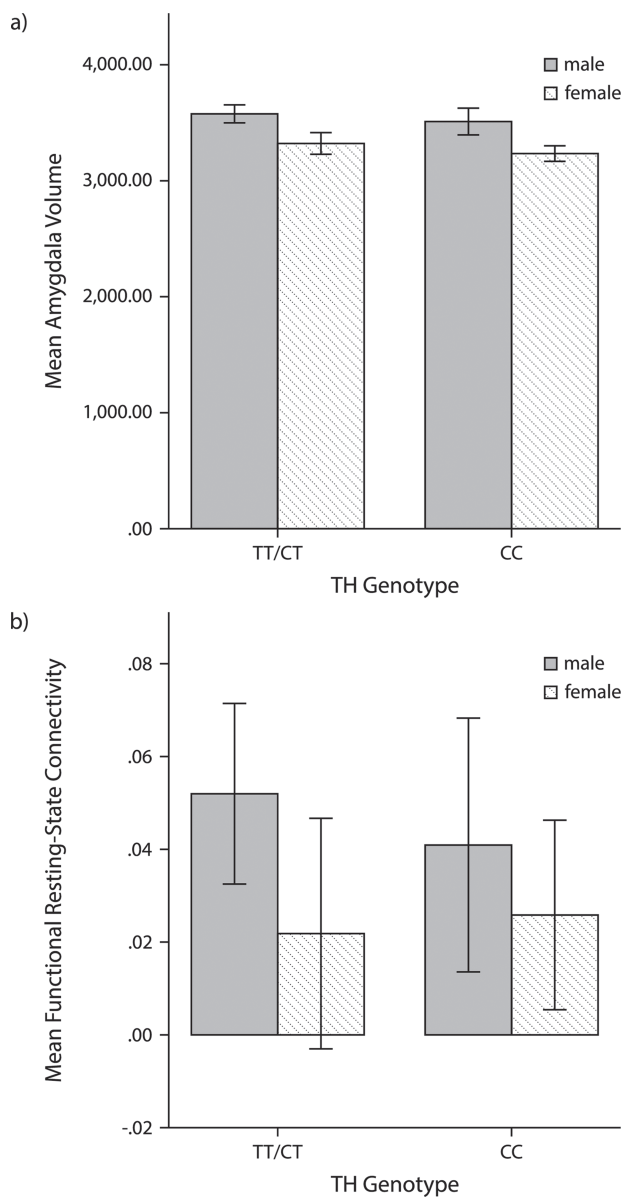 a)
4,000.00
3,000.00
2,000.00
1,000.00
.00
Mean Amygdala Volume
male
female
TT/CT
CC
TH Genotype
b)
.08
.06
.04
.02
.00
-.02
Mean Functional Resting-State Connectivity
male
female
TT/CT
CC
TH Genotype